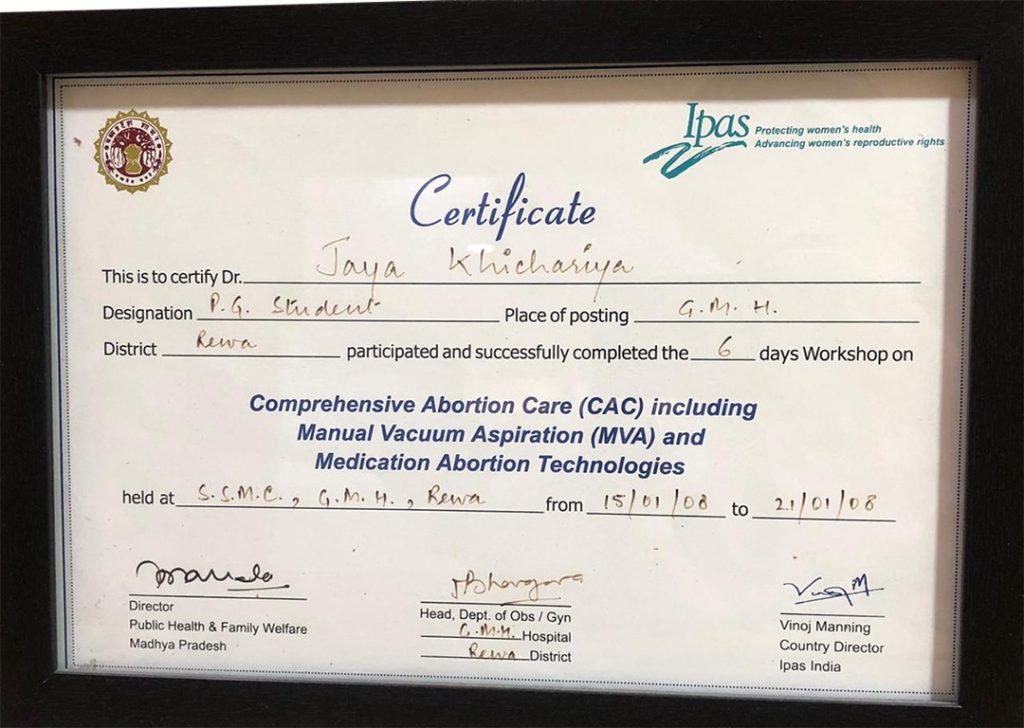 Ipas Protecting women's health
Advancing women's reproductive rights
Certificate
This is to certify Dr. Jaya Khichariya
Designation P.G. Student Place of posting G.M.H.
District Rewa participated and successfully completed the 6 days Workshop on
Comprehensive Abortion Care (CAC) including
Manual Vacuum Aspiration (MVA) and
Medication Abortion Technologies
held at S.S.M.C., G.M.H., Rewa from 15/01/08 to 21/01/08
Director
Public Health & Family Welfare
Madhya Pradesh
Head, Dept. of Obs / Gyn
G.M.H. Hospital
Rewa District
Vinoj Manning
Country Director
Ipas India